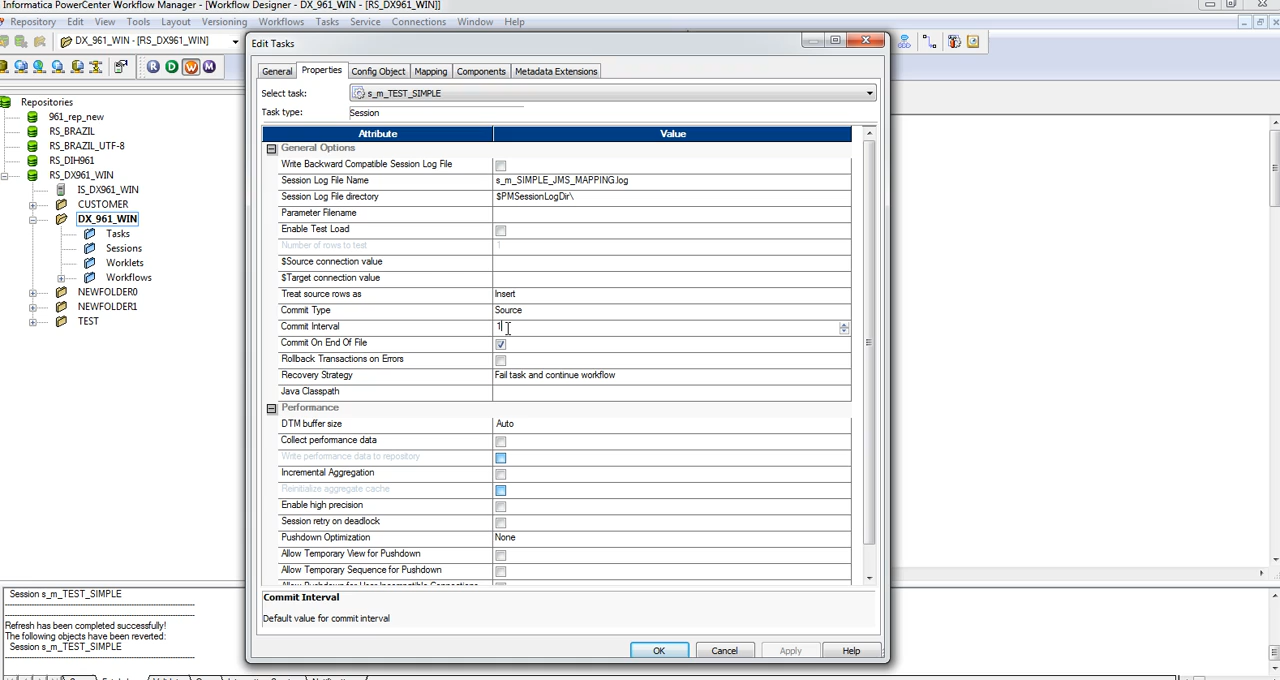 Informatica PowerCenter Workflow Manager - [Workflow Designer - DX_961_WIN - [RS_DX961_WIN]]
Repository Edit View Tools Layout Versioning Workflows Tasks Service Connections Window Help
DX_961_WIN - [RS_DX961_WIN]
R D W M
Repositories
961_rep_new
RS_BRAZIL
RS_BRAZIL_UTF-8
RS_DIH961
RS_DX961_WIN
IS_DX961_WIN
CUSTOMER
DX_961_WIN
Tasks
Sessions
Worklets
Workflows
NEWFOLDER0
NEWFOLDER1
TEST
Edit Tasks
General Properties Config Object Mapping Components Metadata Extensions
Select task: s_m_TEST_SIMPLE
Task type: Session
Attribute Value
General Options
Write Backward Compatible Session Log File
Session Log File Name s_m_SIMPLE_JMS_MAPPING.log
Session Log File directory $PMSessionLogDir\
Parameter Filename
Enable Test Load
Number of rows to test 1
$Source connection value
$Target connection value
Treat source rows as Insert
Commit Type Source
Commit Interval 1
Commit On End Of File
Rollback Transactions on Errors
Recovery Strategy Fail task and continue workflow
Java Classpath
Performance
DTM buffer size Auto
Collect performance data
Write performance data to repository
Incremental Aggregation
Reinitialize aggregate cache
Enable high precision
Session retry on deadlock
Pushdown Optimization None
Allow Temporary View for Pushdown
Allow Temporary Sequence for Pushdown
Allow Pushdown for User Incompatible Connections
Commit Interval
Default value for commit interval
OK Cancel Apply Help
Session s_m_TEST_SIMPLE
Refresh has been completed successfully!
The following objects have been reverted:
Session s_m_TEST_SIMPLE